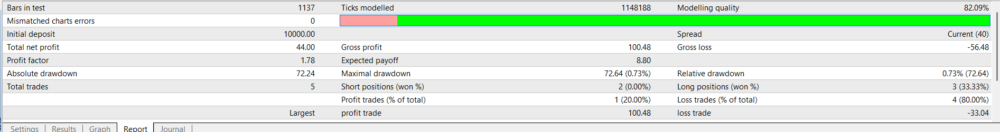 Bars in test 1137 Ticks modelled 1148188 Modelling quality 82.09%
Mismatched charts errors 0
Initial deposit 10000.00 Spread Current (40)
Total net profit 44.00 Gross profit 100.48 Gross loss -56.48
Profit factor 1.78 Expected payoff 8.80
Absolute drawdown 72.24 Maximal drawdown 72.64 (0.73%) Relative drawdown 0.73% (72.64)
Total trades 5 Short positions (won %) 2 (0.00%) Long positions (won %) 3 (33.33%)
Profit trades (% of total) 1 (20.00%) Loss trades (% of total) 4 (80.00%)
Largest profit trade 100.48 loss trade -33.04
Settings Results Graph Report Journal